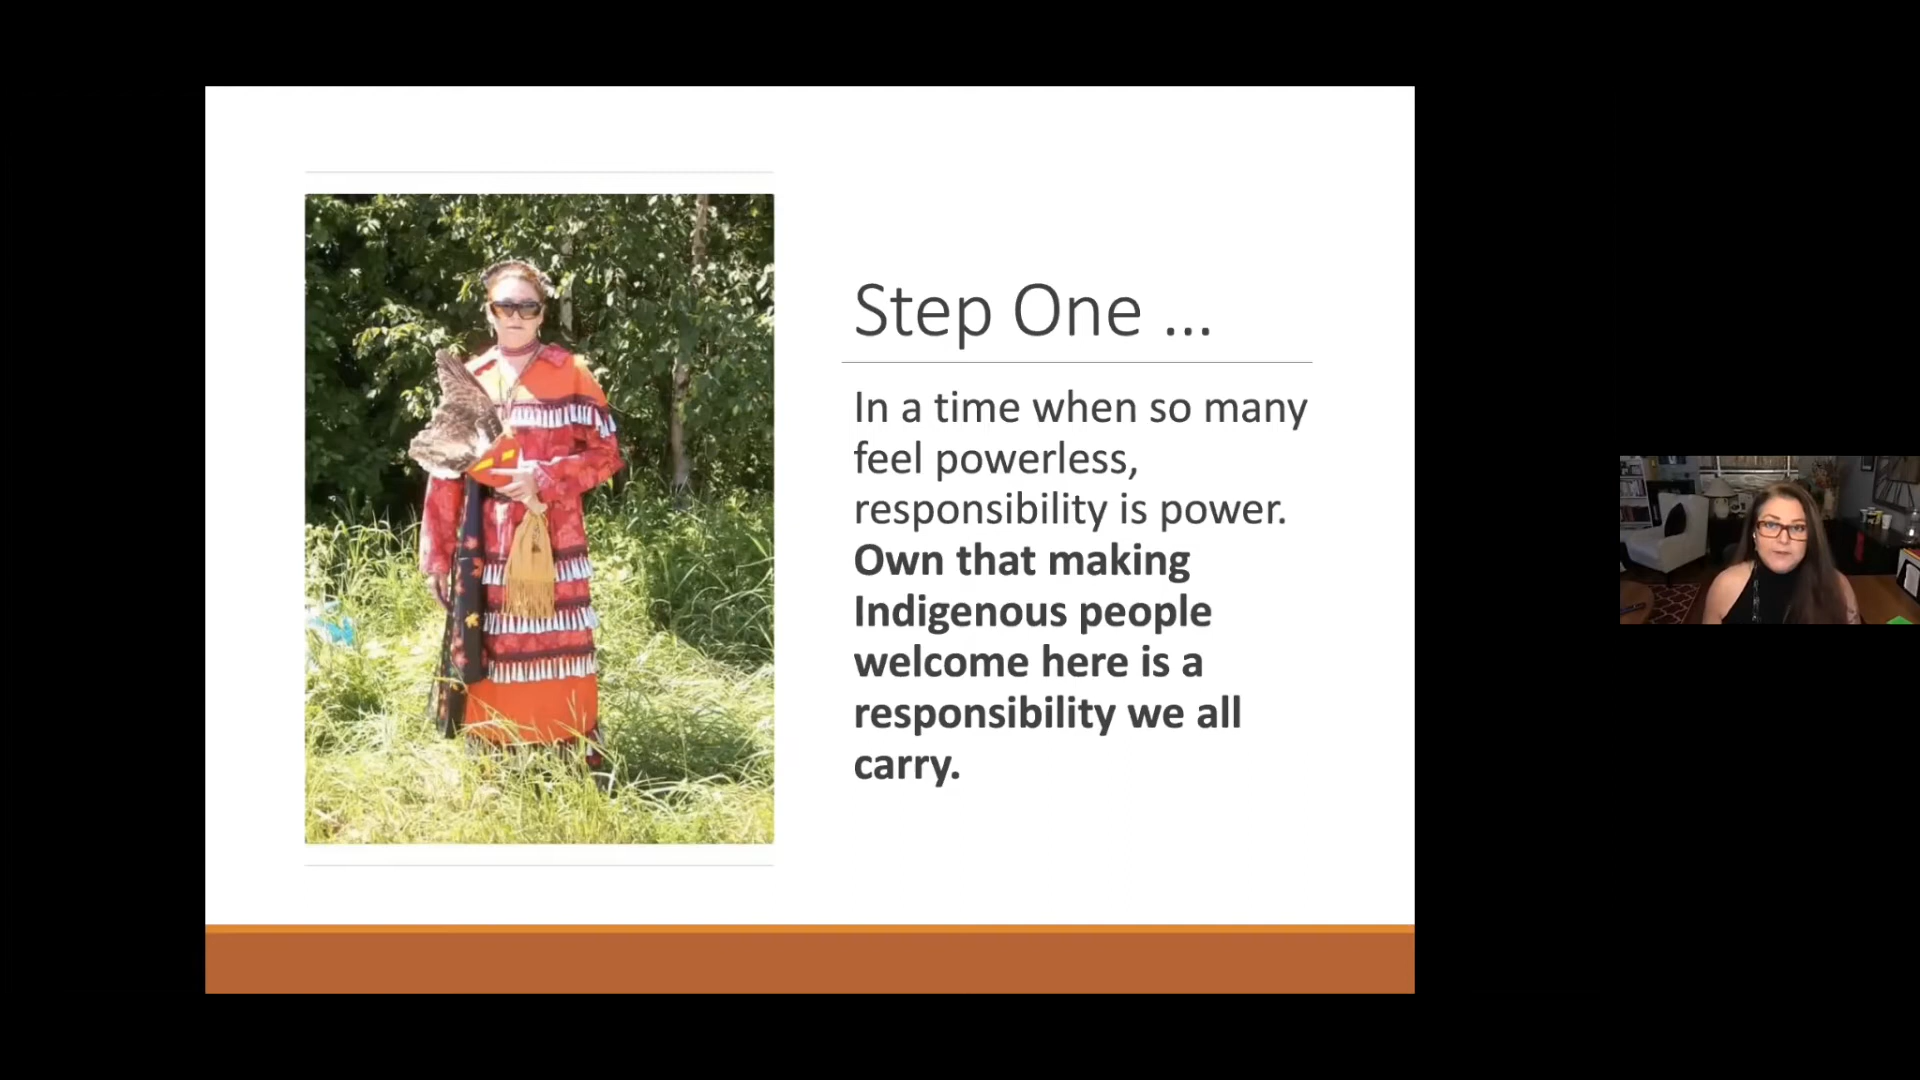 Step One ...
In a time when so many
feel powerless,
responsibility is power.
Own that making
Indigenous people
welcome here is a
responsibility we all
carry.